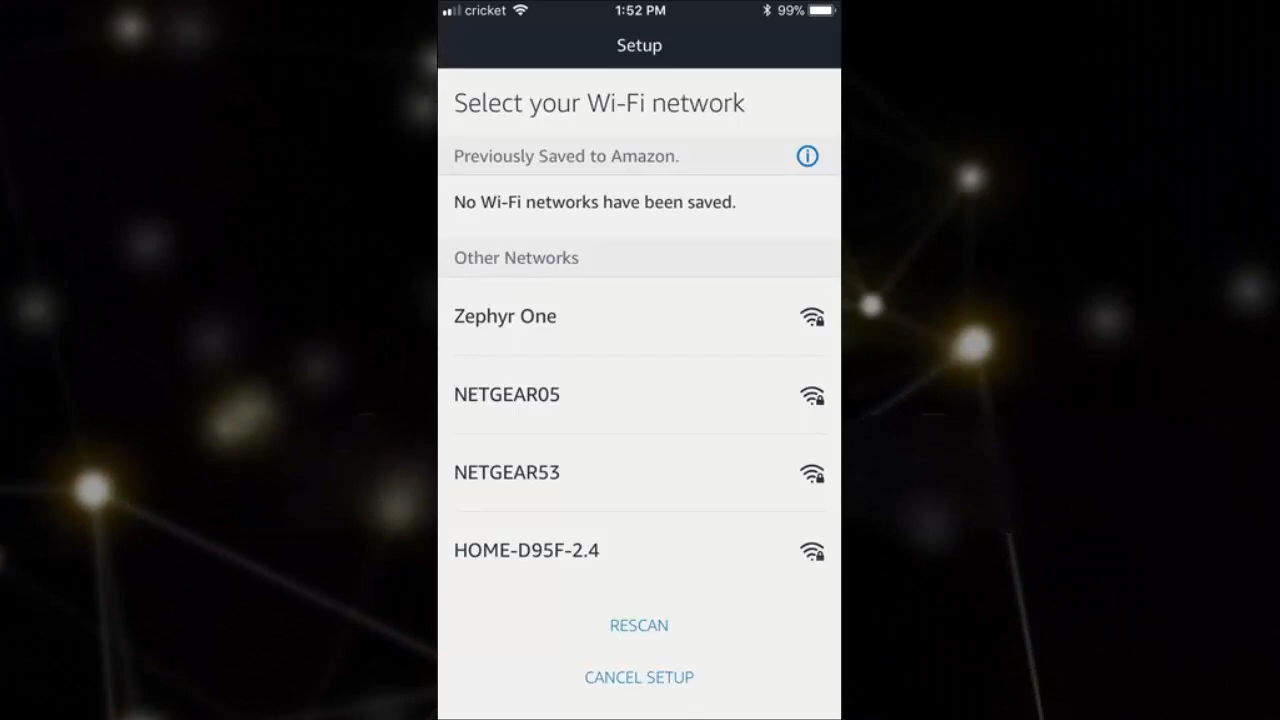 cricket 1:52 PM 99%
Setup
Select your Wi-Fi network
Previously Saved to Amazon.
No Wi-Fi networks have been saved.
Other Networks
Zephyr One
NETGEAR05
NETGEAR53
HOME-D95F-2.4
RESCAN
CANCEL SETUP